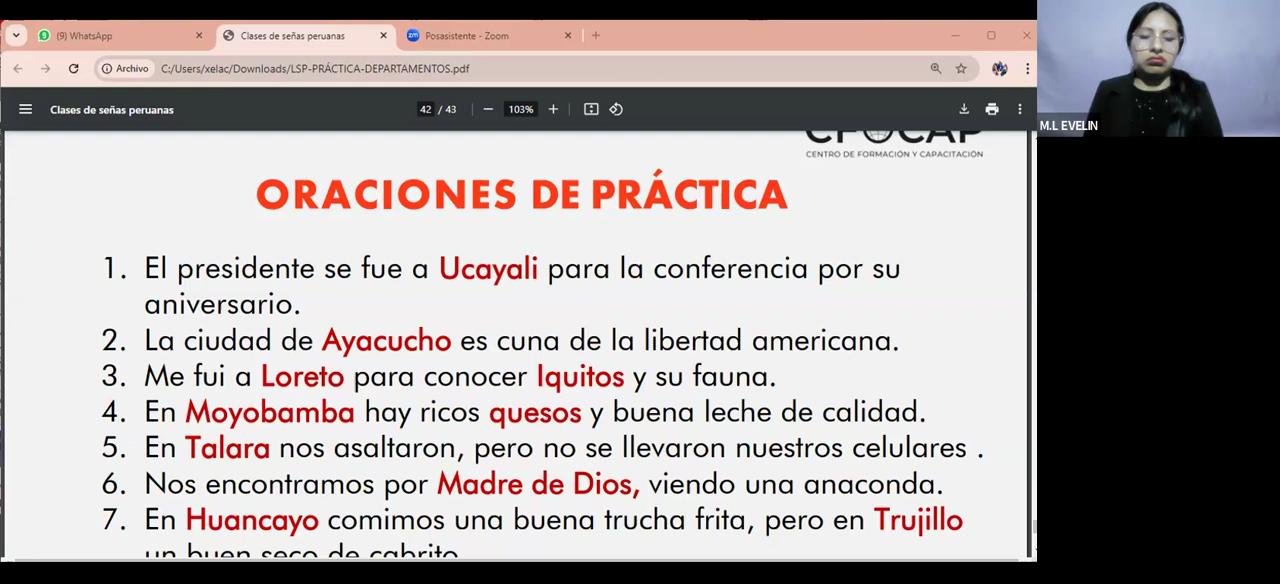 (9) WhatsApp
Clases de señas peruanas
Posasistente - Zoom
Archivo
C:/Users/xelac/Downloads/LSP-PRÁCTICA-DEPARTAMENTOS.pdf
Clases de señas peruanas
42 / 43
103%
M.L EVELIN
CFOCAP
CENTRO DE FORMACIÓN Y CAPACITACIÓN
ORACIONES DE PRÁCTICA
1. El presidente se fue a Ucayali para la conferencia por su
aniversario.
2. La ciudad de Ayacucho es cuna de la libertad americana.
3. Me fui a Loreto para conocer Iquitos y su fauna.
4. En Moyobamba hay ricos quesos y buena leche de calidad.
5. En Talara nos asaltaron, pero no se llevaron nuestros celulares .
6. Nos encontramos por Madre de Dios, viendo una anaconda.
7. En Huancayo comimos una buena trucha frita, pero en Trujillo
un buen seco de cabrito